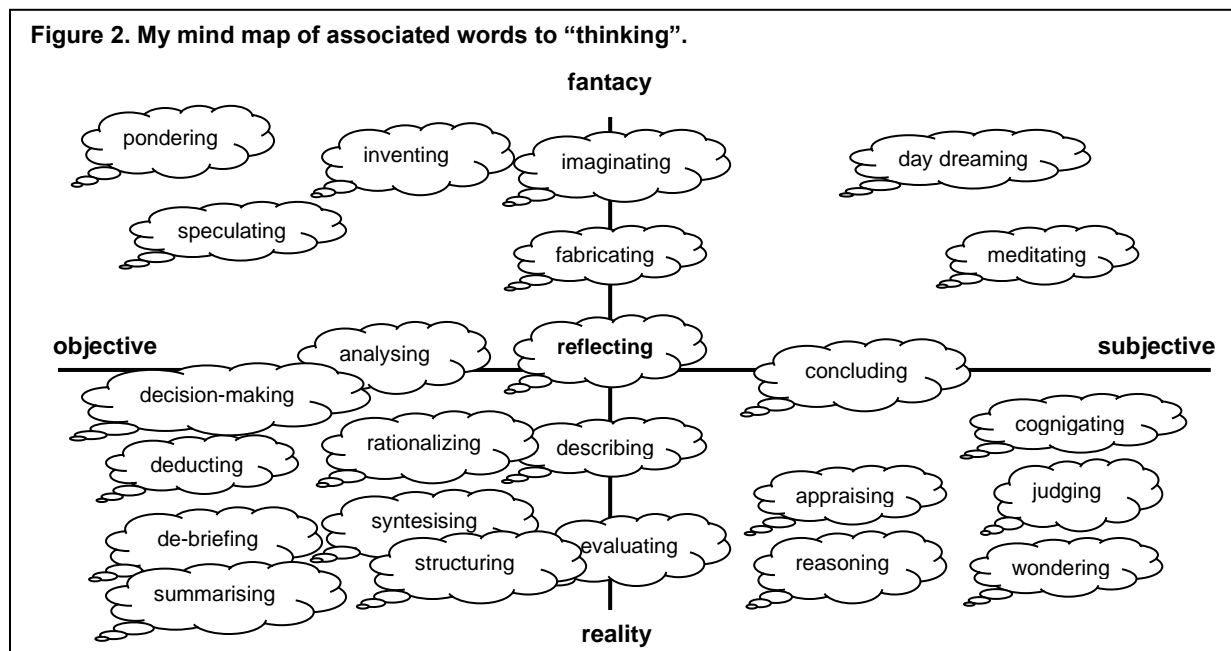 Figure 2. My mind map of associated words to “thinking”.
fantacy
pondering
inventing
imaginating
day dreaming
speculating
fabricating
meditating
objective
analysing
reflecting
concluding
subjective
decision-making
cognigating
rationalizing
describing
deducting
appraising
judging
syntesising
de-briefing
structuring
evaluating
reasoning
wondering
summarising
reality